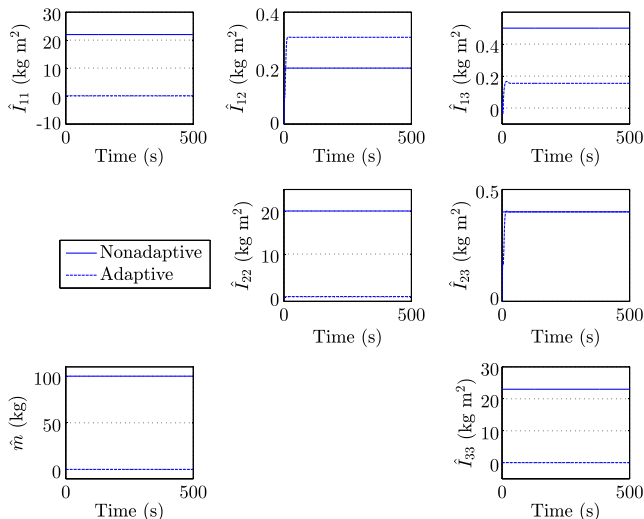 Î₁₁ (kg m²)
30
20
10
0
-10
0
500
Time (s)
Î₁₂ (kg m²)
0.4
0.2
0
0
500
Time (s)
Î₁₃ (kg m²)
0.4
0.2
0
0
500
Time (s)
Nonadaptive
Adaptive
Î₂₂ (kg m²)
20
10
0
0
500
Time (s)
Î₂₃ (kg m²)
0.5
0
0
500
Time (s)
m̂ (kg)
100
50
0
0
500
Time (s)
Î₃₃ (kg m²)
30
20
10
0
0
500
Time (s)